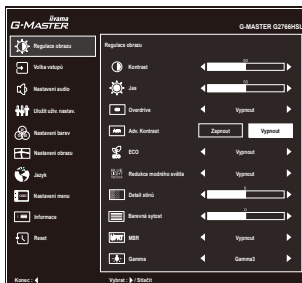 iiyama
G-MASTER
G-MASTER G2766HSU
Regulace obrazu
Volba vstupů
Nastavení audio
Uložit uživ. nastav.
Nastavení barev
Nastavení obrazu
Jazyk
Nastavení menu
Informace
Reset
Regulace obrazu
Kontrast
50
Jas
50
Overdrive
Vypnout
Adv. Kontrast
Zapnout
Vypnout
ECO
Vypnout
Redukce modrého světla
Vypnout
Detail stínů
Barevná sytost
0
MBR
Vypnout
Gamma
Gamma3
Konec :
Vybrat : / Stlačit